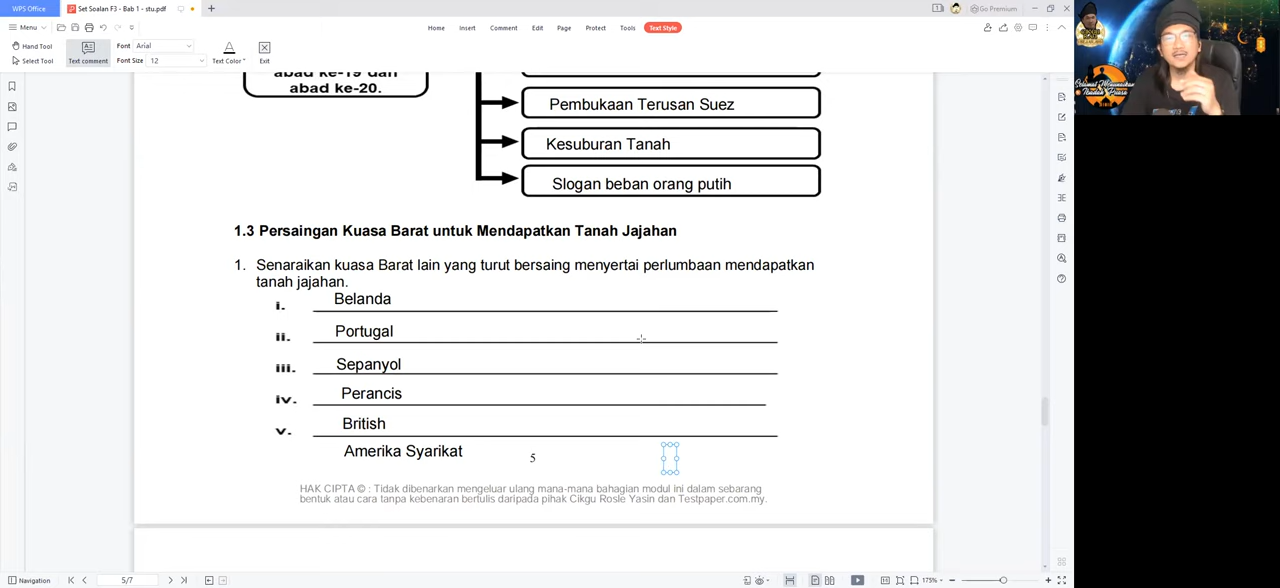 WPS Office
Set Soalan F3 - Bab 1 - stu.pdf
Go Premium
Menu
Home Insert Comment Edit Page Protect Tools Text Style
Hand Tool
Select Tool
Text comment
Font Arial
Font Size 12
Text Color
Exit
abad ke-19 dan
abad ke-20.
Pembukaan Terusan Suez
Kesuburan Tanah
Slogan beban orang putih
1.3 Persaingan Kuasa Barat untuk Mendapatkan Tanah Jajahan
1. Senaraikan kuasa Barat lain yang turut bersaing menyertai perlumbaan mendapatkan
tanah jajahan.
i. Belanda
ii. Portugal
iii. Sepanyol
iv. Perancis
v. British
Amerika Syarikat
5
HAK CIPTA © : Tidak dibenarkan mengeluar ulang mana-mana bahagian modul ini dalam sebarang
bentuk atau cara tanpa kebenaran bertulis daripada pihak Cikgu Rosle Yasin dan Testpaper.com.my.
Navigation
5/7
175%